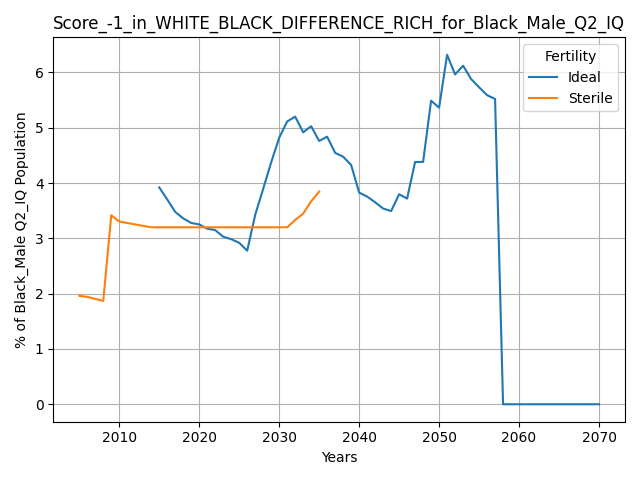 Score_-1_in_WHITE_BLACK_DIFFERENCE_RICH_for_Black_Male_Q2_IQ
Fertility
Ideal
Sterile
% of Black_Male Q2_IQ Population
6
5
4
3
2
1
0
2010 2020 2030 2040 2050 2060 2070
Years